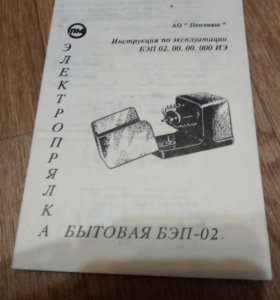 ПМ
АО " Пензмаш "
Инструкция по эксплуатации
БЭП 02. 00. 00. 000 ИЭ
ЭЛЕКТРОПРЯЛКА
БЫТОВАЯ БЭП-02